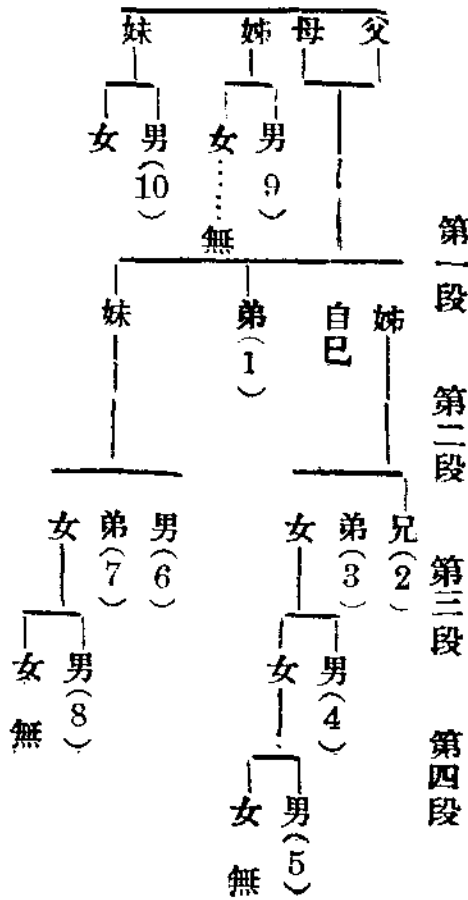 父
母
姊
妹
男(9)
女
無
男(10)
女
第一段
姊
自巳
弟(1)
妹
第二段
兄(2)
弟(3)
女
男(6)
弟(7)
女
第三段
男(4)
女
男(8)
女
無
第四段
男(5)
女
無